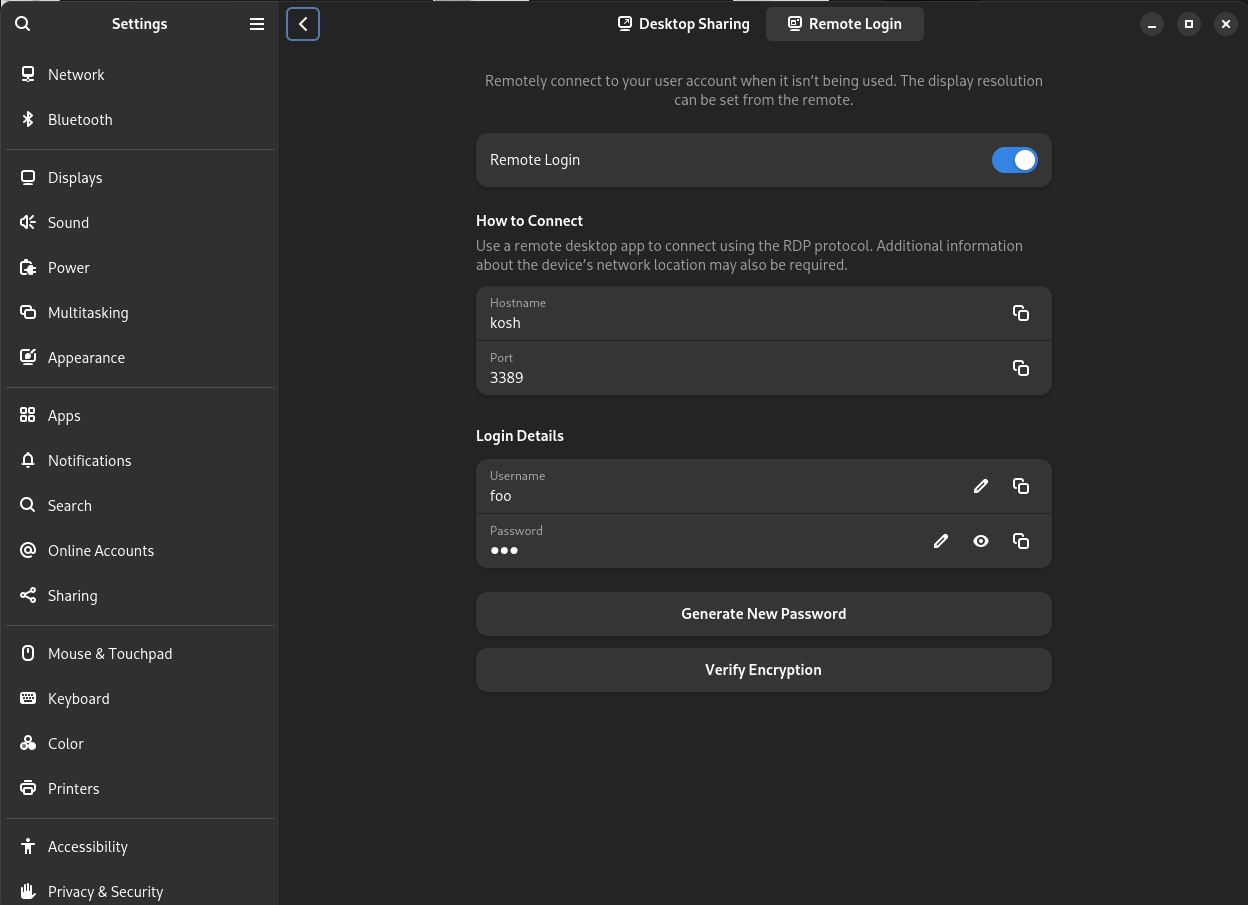 Settings
Desktop Sharing
Remote Login
Network
Bluetooth
Displays
Sound
Power
Multitasking
Appearance
Apps
Notifications
Search
Online Accounts
Sharing
Mouse & Touchpad
Keyboard
Color
Printers
Accessibility
Privacy & Security
Remotely connect to your user account when it isn’t being used. The display resolution
can be set from the remote.
Remote Login
How to Connect
Use a remote desktop app to connect using the RDP protocol. Additional information
about the device’s network location may also be required.
Hostname
kosh
Port
3389
Login Details
Username
foo
Password
●●●
Generate New Password
Verify Encryption